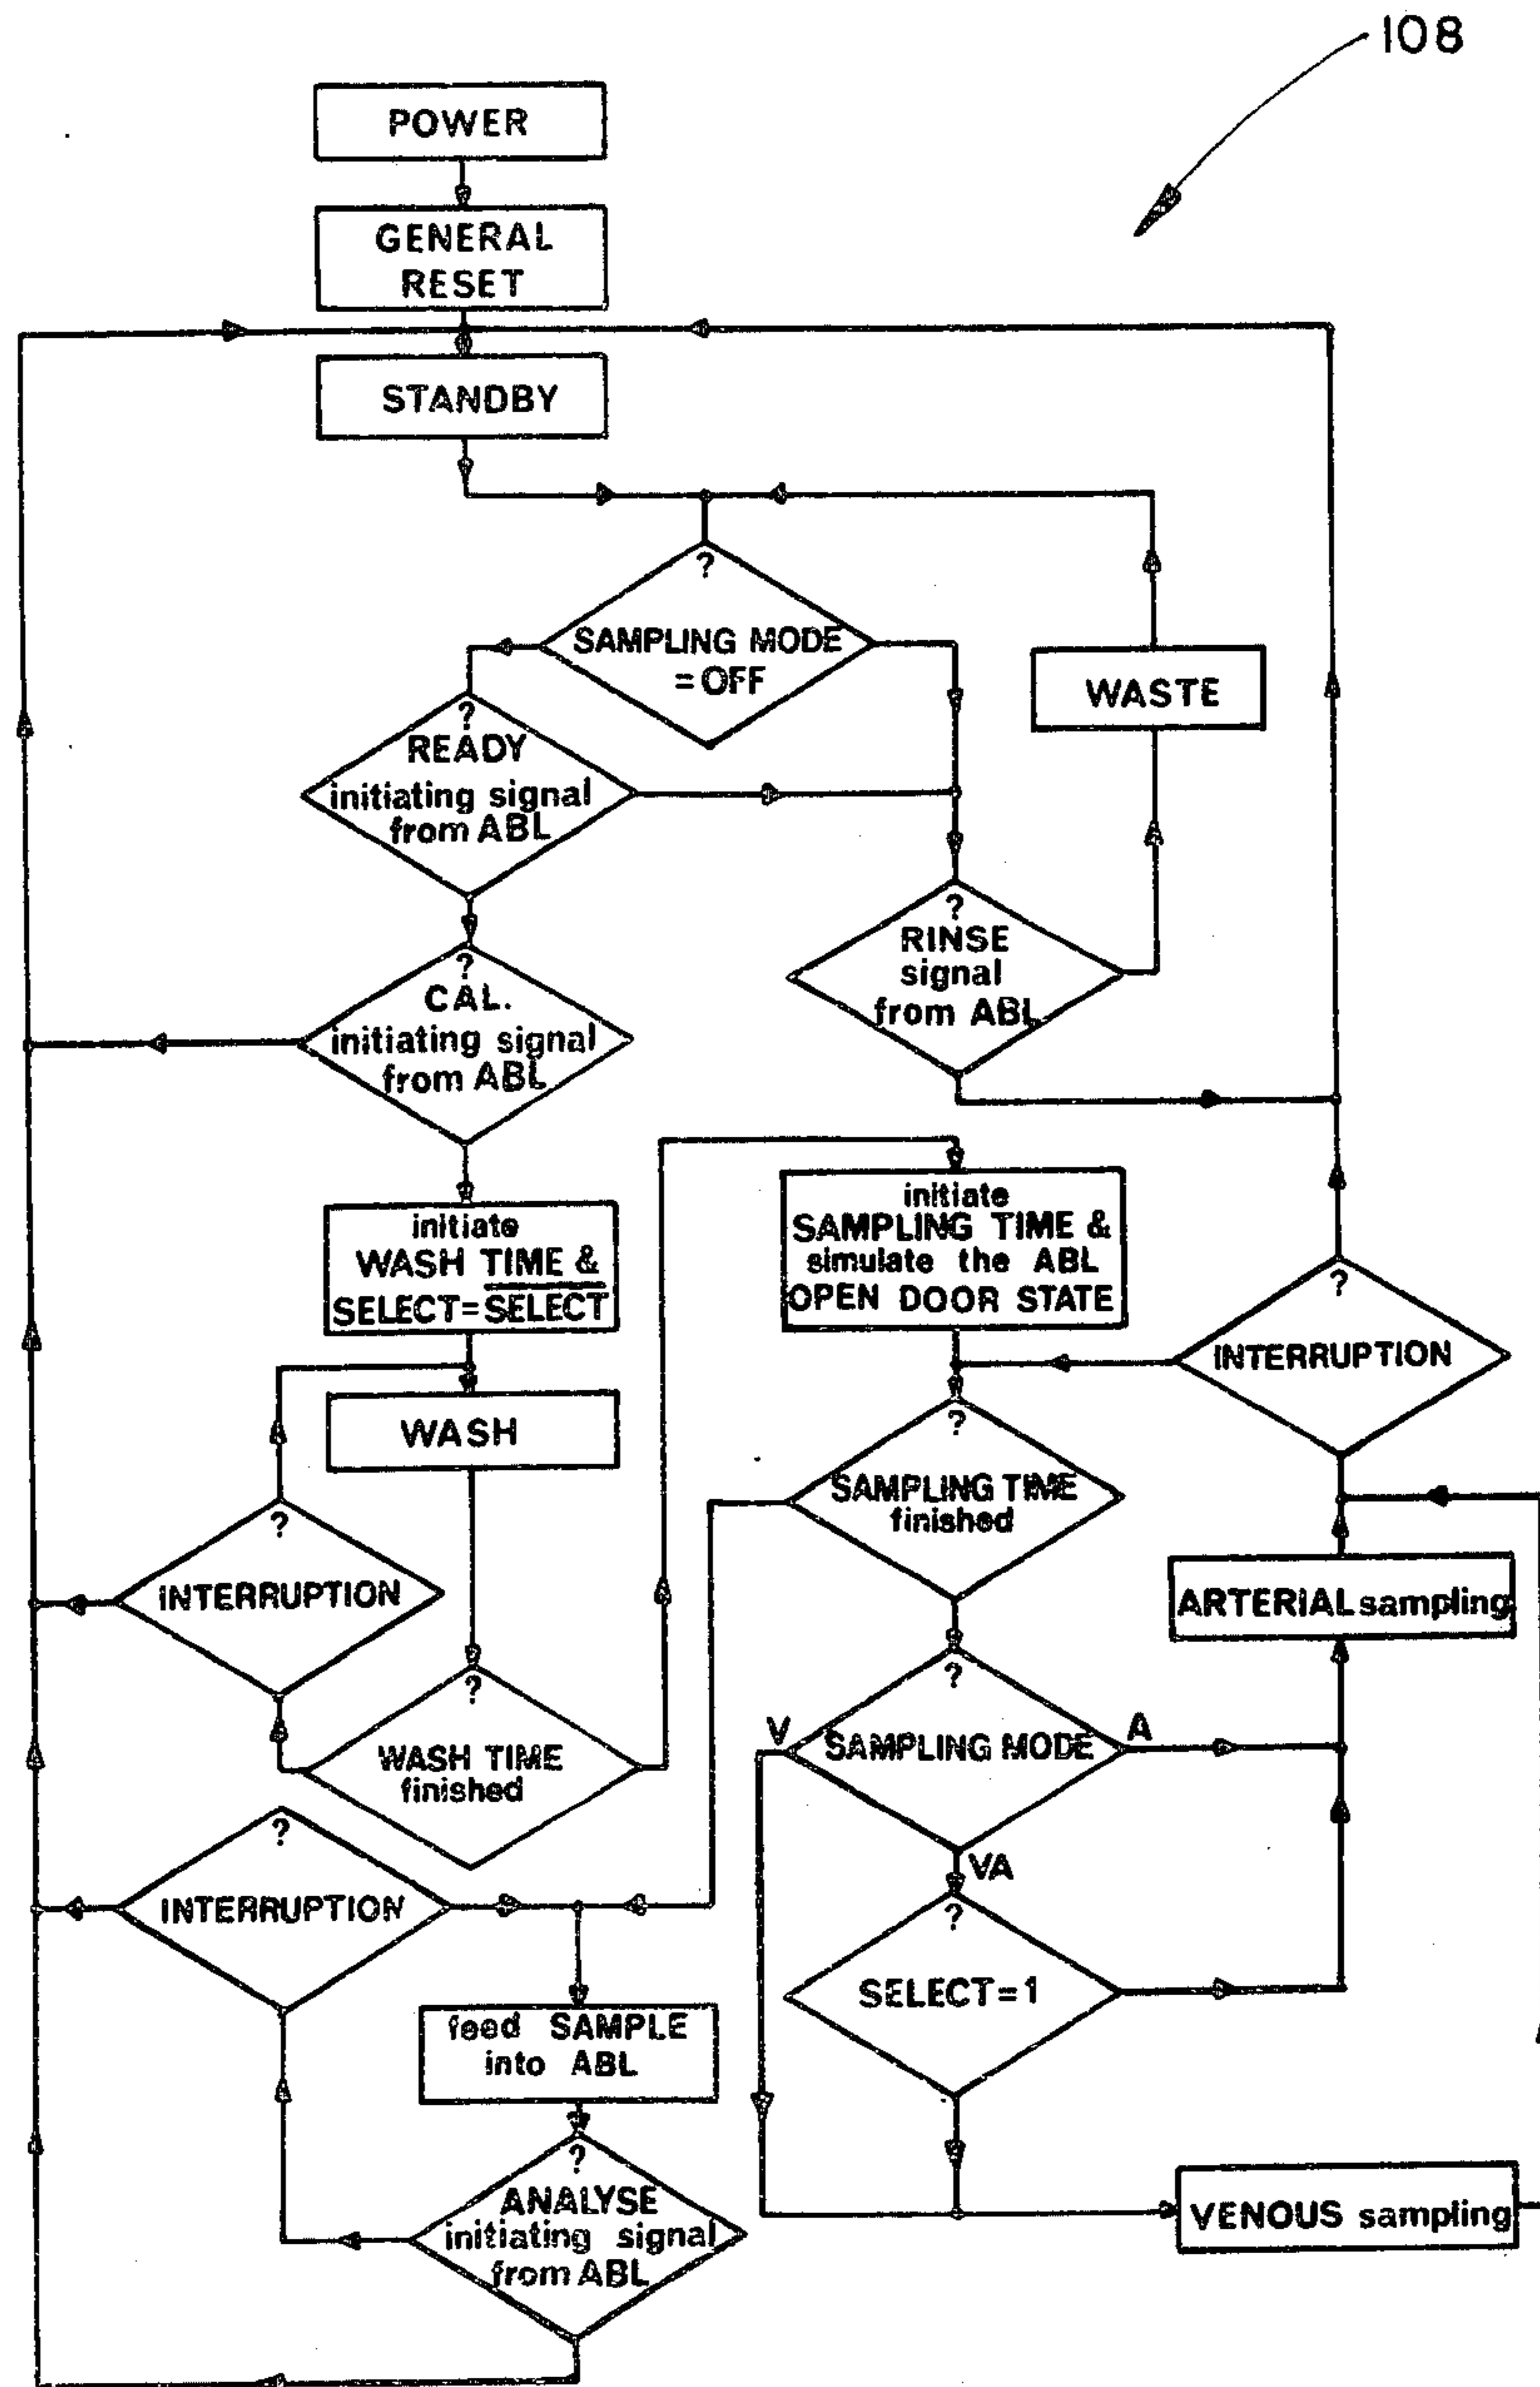 108
POWER
GENERAL
RESET
STANDBY
?
SAMPLING MODE
=OFF
WASTE
?
READY
initiating signal
from ABL
?
RINSE
signal
from ABL
?
CAL.
initiating signal
from ABL
initiate
WASH TIME &
SELECT=SELECT
initiate
SAMPLING TIME &
simulate the ABL
OPEN DOOR STATE
?
INTERRUPTION
WASH
?
SAMPLING TIME
finished
?
INTERRUPTION
ARTERIAL sampling
?
WASH TIME
finished
?
V
SAMPLING MODE
A
VA
?
INTERRUPTION
?
SELECT=1
feed SAMPLE
into ABL
?
ANALYSE
initiating signal
from ABL
VENOUS sampling